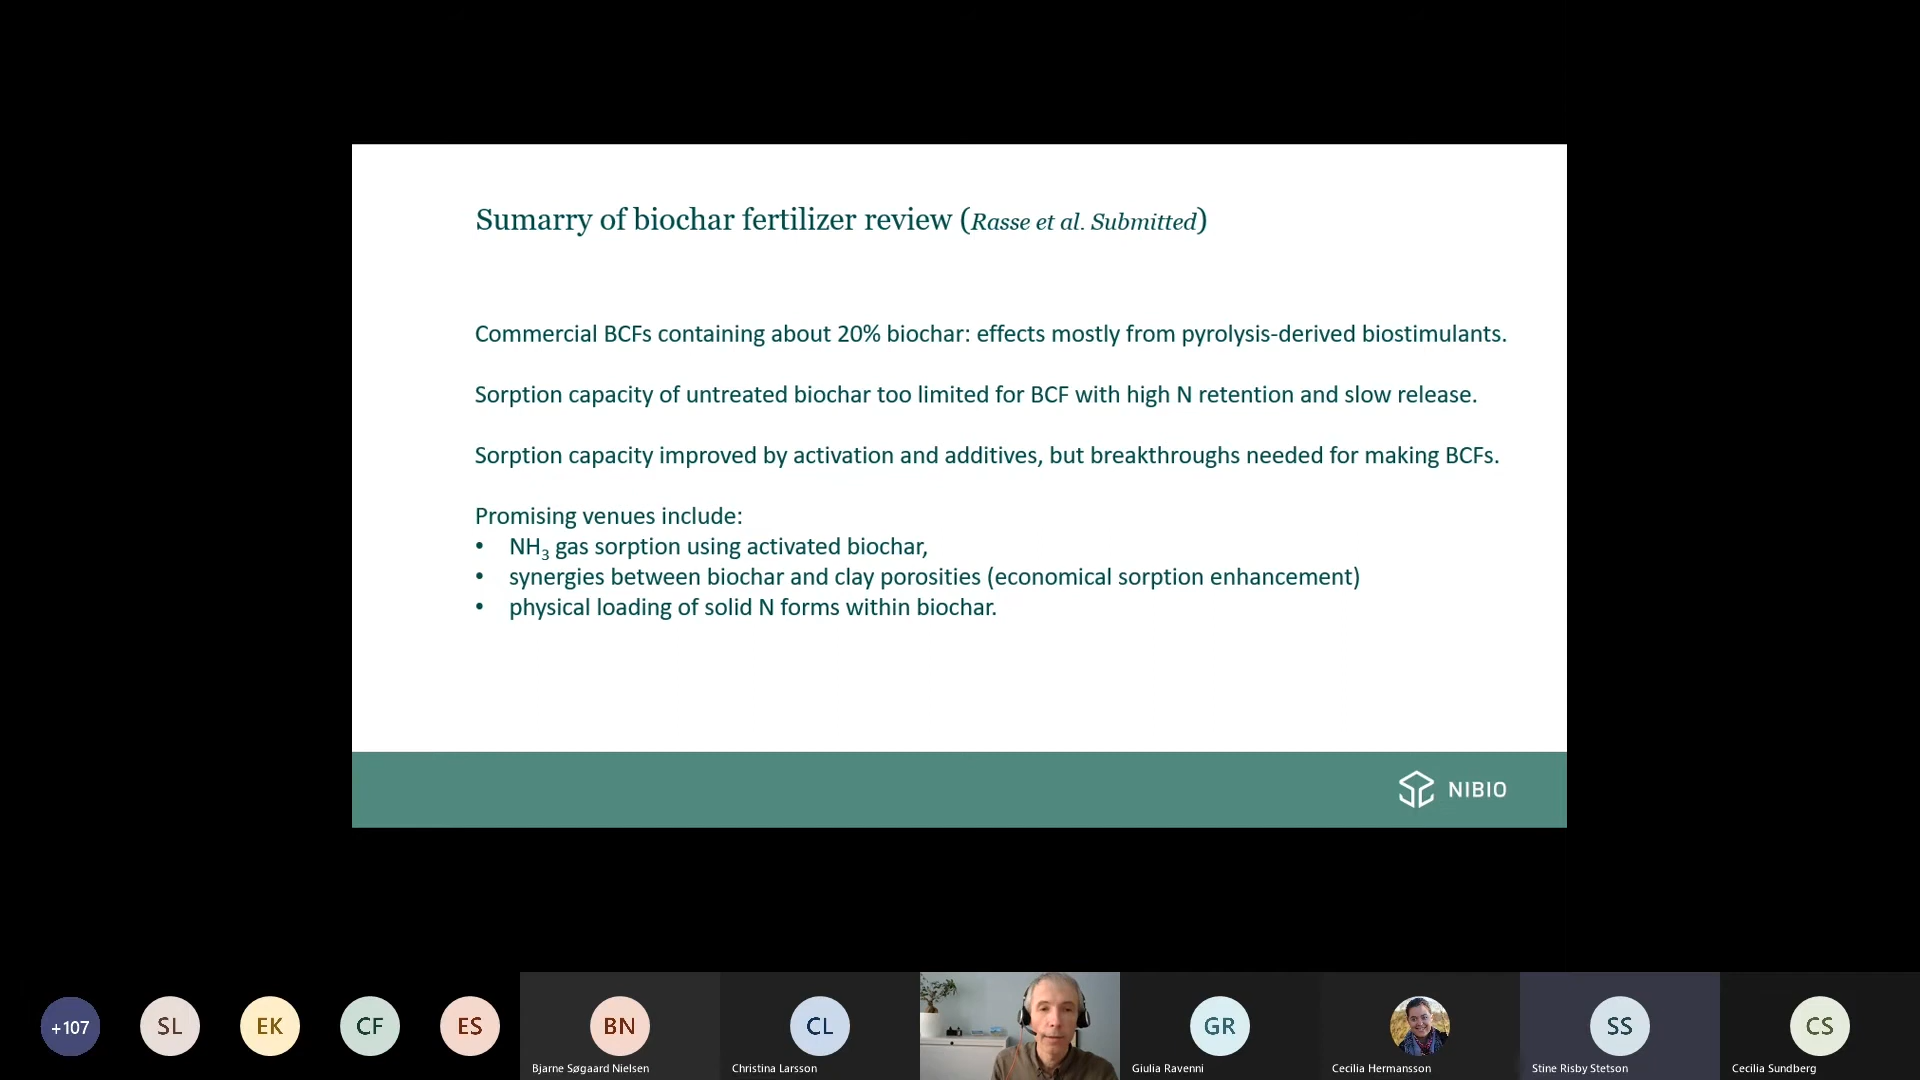 Sumarry of biochar fertilizer review (Rasse et al. Submitted)
Commercial BCFs containing about 20% biochar: effects mostly from pyrolysis-derived biostimulants.
Sorption capacity of untreated biochar too limited for BCF with high N retention and slow release.
Sorption capacity improved by activation and additives, but breakthroughs needed for making BCFs.
Promising venues include:
• NH₃ gas sorption using activated biochar,
• synergies between biochar and clay porosities (economical sorption enhancement)
• physical loading of solid N forms within biochar.
NIBIO
+107 SL EK CF ES BN CL GR SS CS
Bjarne Søgaard Nielsen Christina Larsson Giulia Ravenni Cecilia Hermansson Stine Risby Stetson Cecilia Sundberg